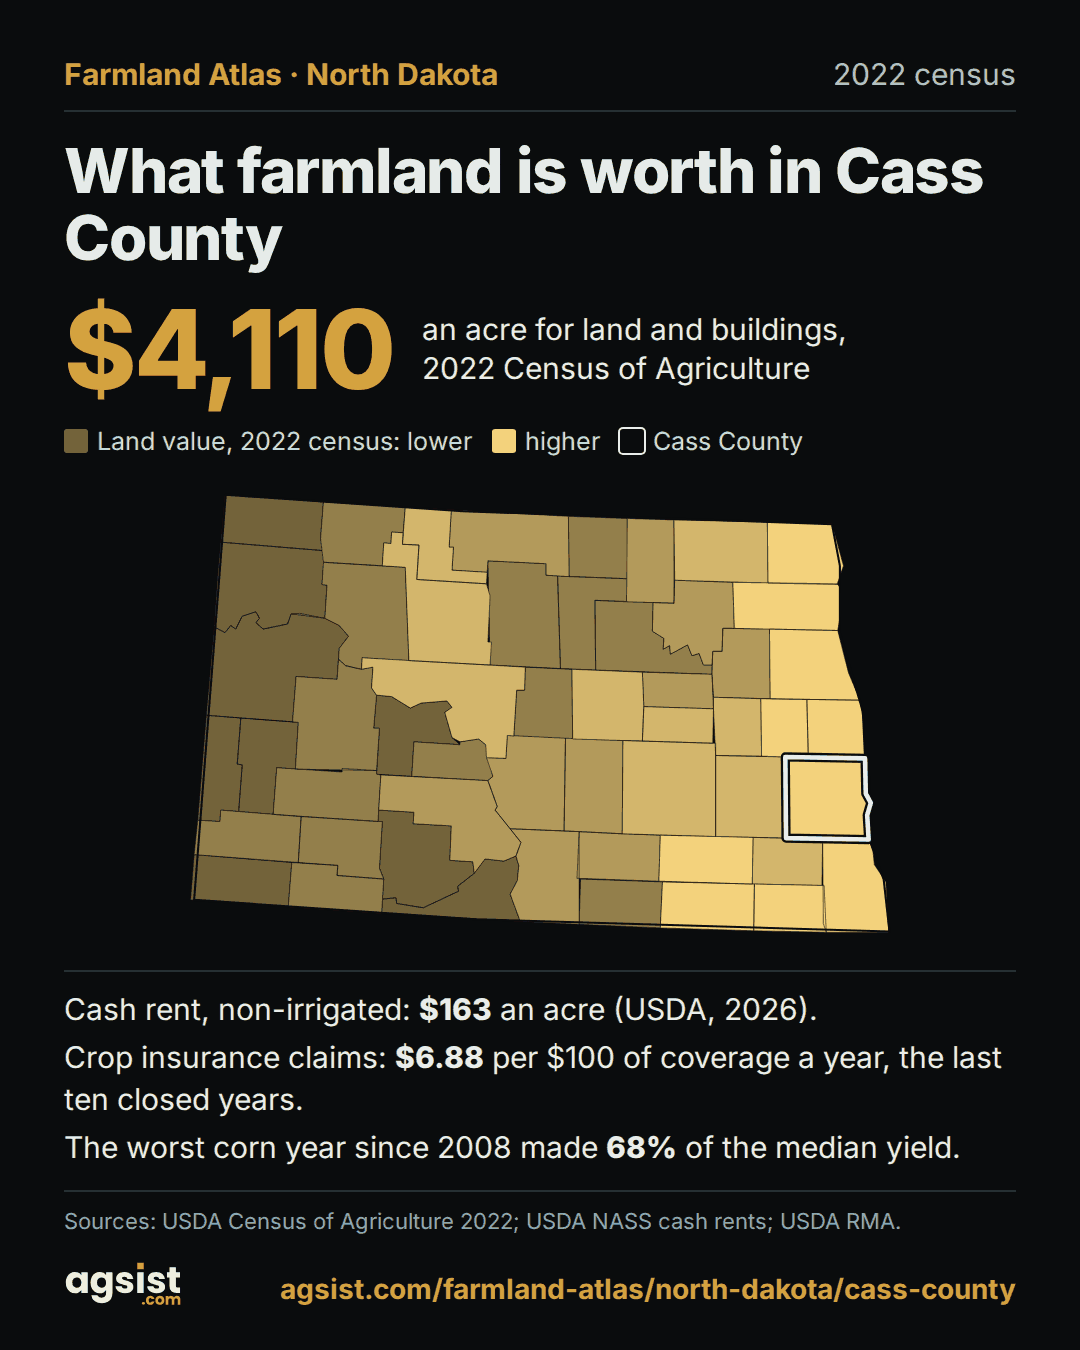 Farmland Atlas · North Dakota
2022 census
What farmland is worth in Cass
County
$4,110
an acre for land and buildings,
2022 Census of Agriculture
Land value, 2022 census: lower
higher
Cass County
Cash rent, non-irrigated: $163 an acre (USDA, 2026).
Crop insurance claims: $6.88 per $100 of coverage a year, the last
ten closed years.
The worst corn year since 2008 made 68% of the median yield.
Sources: USDA Census of Agriculture 2022; USDA NASS cash rents; USDA RMA.
agsist
.com
agsist.com/farmland-atlas/north-dakota/cass-county